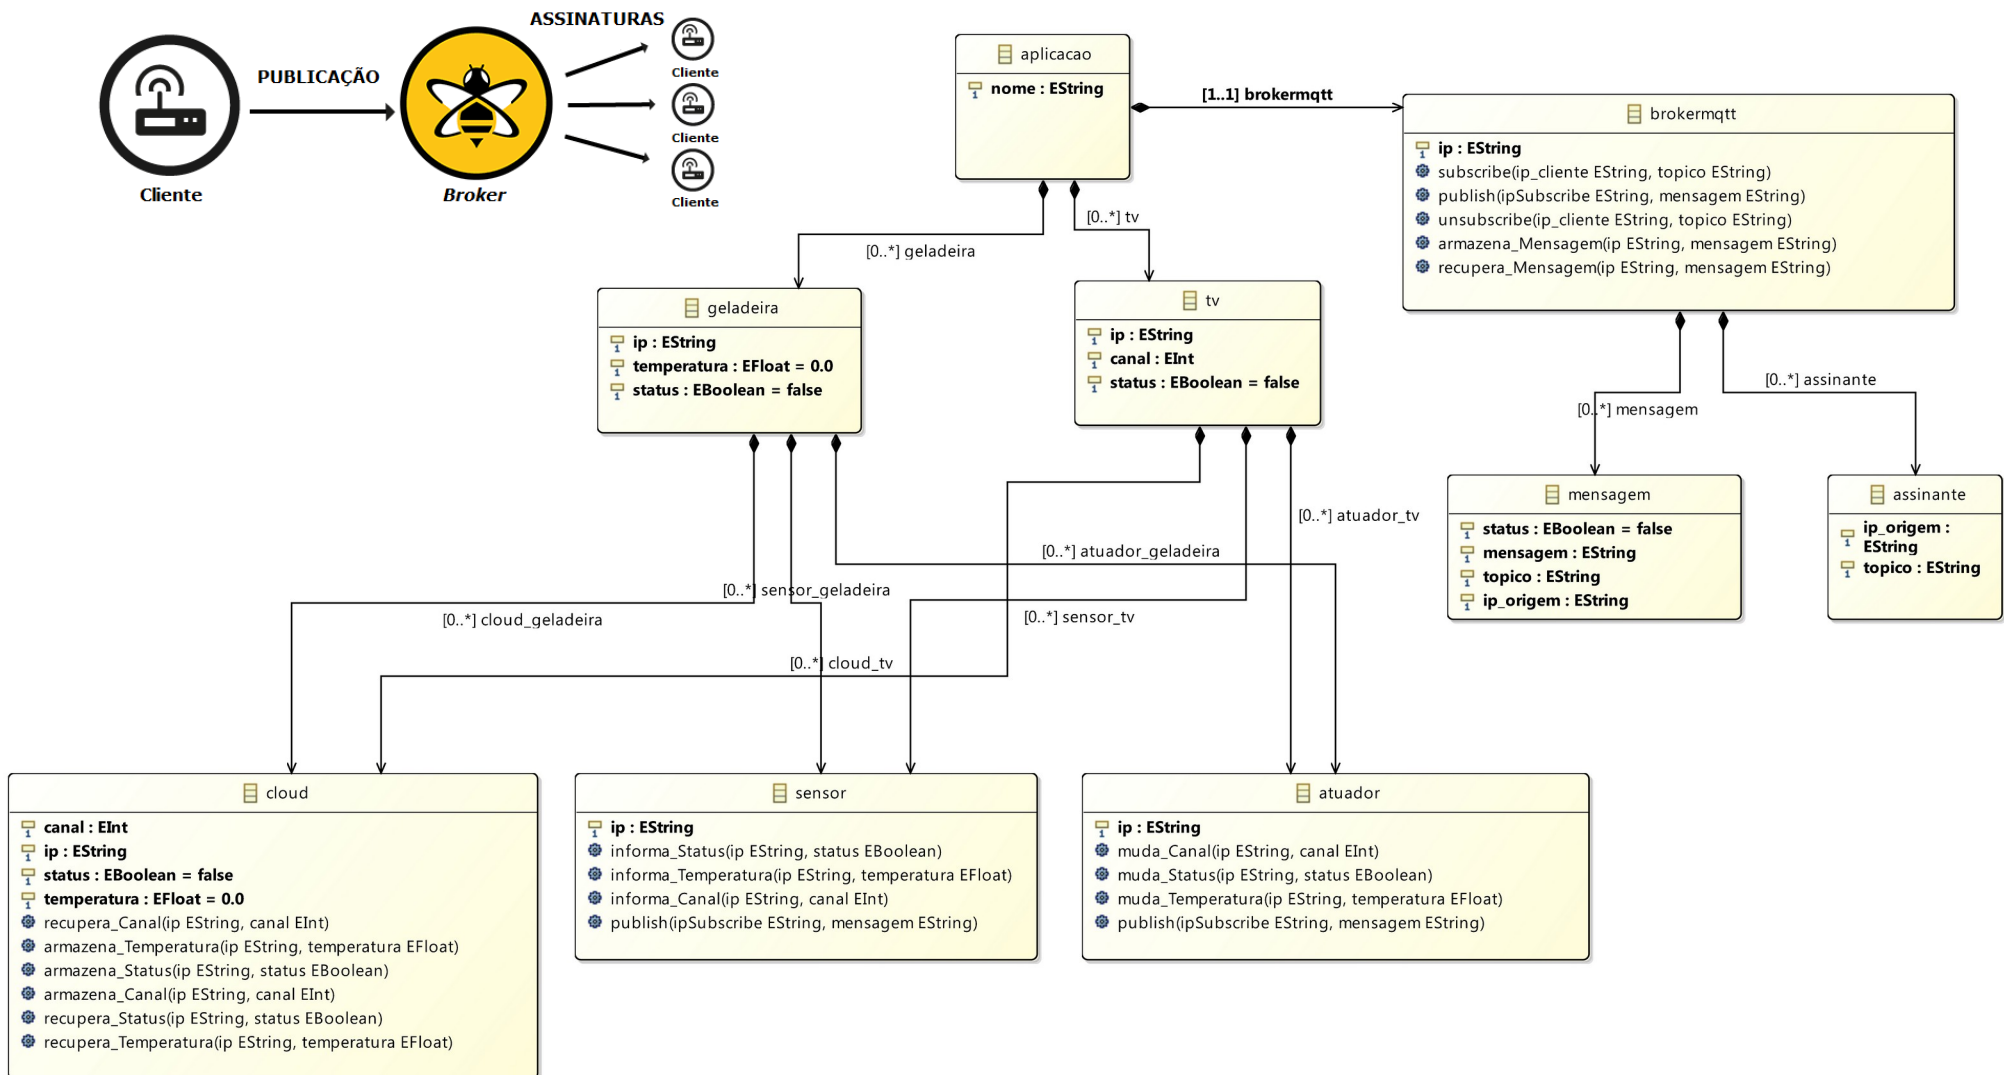 ASSINATURAS
PUBLICAÇÃO
Cliente
Broker
Cliente
Cliente
Cliente
aplicacao
nome : EString
[1..1] brokermqtt
brokermqtt
ip : EString
subscribe(ip_cliente EString, topico EString)
publish(ipSubscribe EString, mensagem EString)
unsubscribe(ip_cliente EString, topico EString)
armazena_Mensagem(ip EString, mensagem EString)
recupera_Mensagem(ip EString, mensagem EString)
[0..*] geladeira
[0..*] tv
geladeira
ip : EString
temperatura : EFloat = 0.0
status : EBoolean = false
tv
ip : EString
canal : EInt
status : EBoolean = false
[0..*] mensagem
[0..*] assinante
mensagem
status : EBoolean = false
mensagem : EString
topico : EString
ip_origem : EString
assinante
ip_origem :
EString
topico : EString
[0..*] atuador_tv
[0..*] atuador_geladeira
[0..*] sensor_geladeira
[0..*] cloud_geladeira
[0..*] sensor_tv
[0..*] cloud_tv
cloud
canal : EInt
ip : EString
status : EBoolean = false
temperatura : EFloat = 0.0
recupera_Canal(ip EString, canal EInt)
armazena_Temperatura(ip EString, temperatura EFloat)
armazena_Status(ip EString, status EBoolean)
armazena_Canal(ip EString, canal EInt)
recupera_Status(ip EString, status EBoolean)
recupera_Temperatura(ip EString, temperatura EFloat)
sensor
ip : EString
informa_Status(ip EString, status EBoolean)
informa_Temperatura(ip EString, temperatura EFloat)
informa_Canal(ip EString, canal EInt)
publish(ipSubscribe EString, mensagem EString)
atuador
ip : EString
muda_Canal(ip EString, canal EInt)
muda_Status(ip EString, status EBoolean)
muda_Temperatura(ip EString, temperatura EFloat)
publish(ipSubscribe EString, mensagem EString)